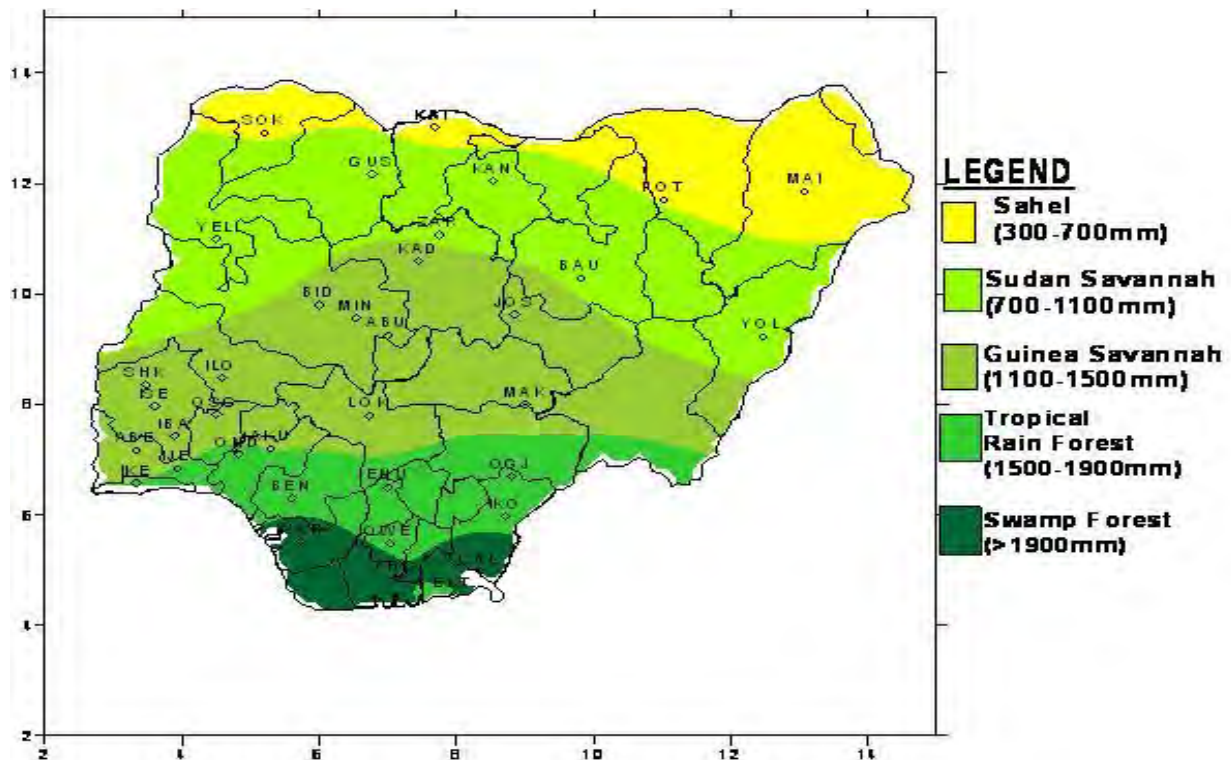 14
12
10
8
6
4
2
2
4
6
8
10
12
14
SOK
KAT
GUS
KAN
POT
MAI
YEL
ZAR
KAD
BAU
BID
MIN
ABU
JOS
YOL
SHK
ILO
ISE
LOK
MAK
IBA
ABE
IKE
BEN
ENU
OGJ
IKO
OWE
CAL
LEGEND
Sahel
(300-700mm)
Sudan Savannah
(700-1100mm)
Guinea Savannah
(1100-1500mm)
Tropical
Rain Forest
(1500-1900mm)
Swamp Forest
(>1900mm)